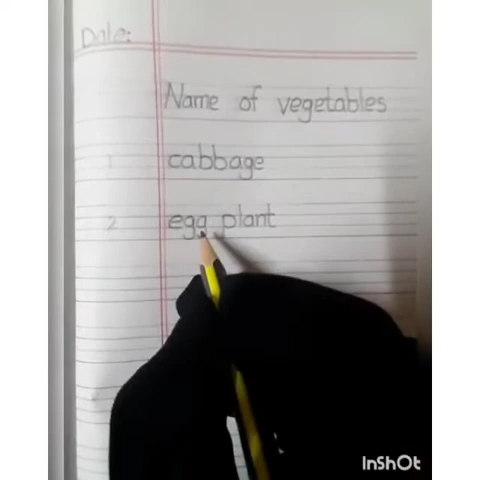 Date:
Name of vegetables
1 cabbage
2 egg plant
InShOt